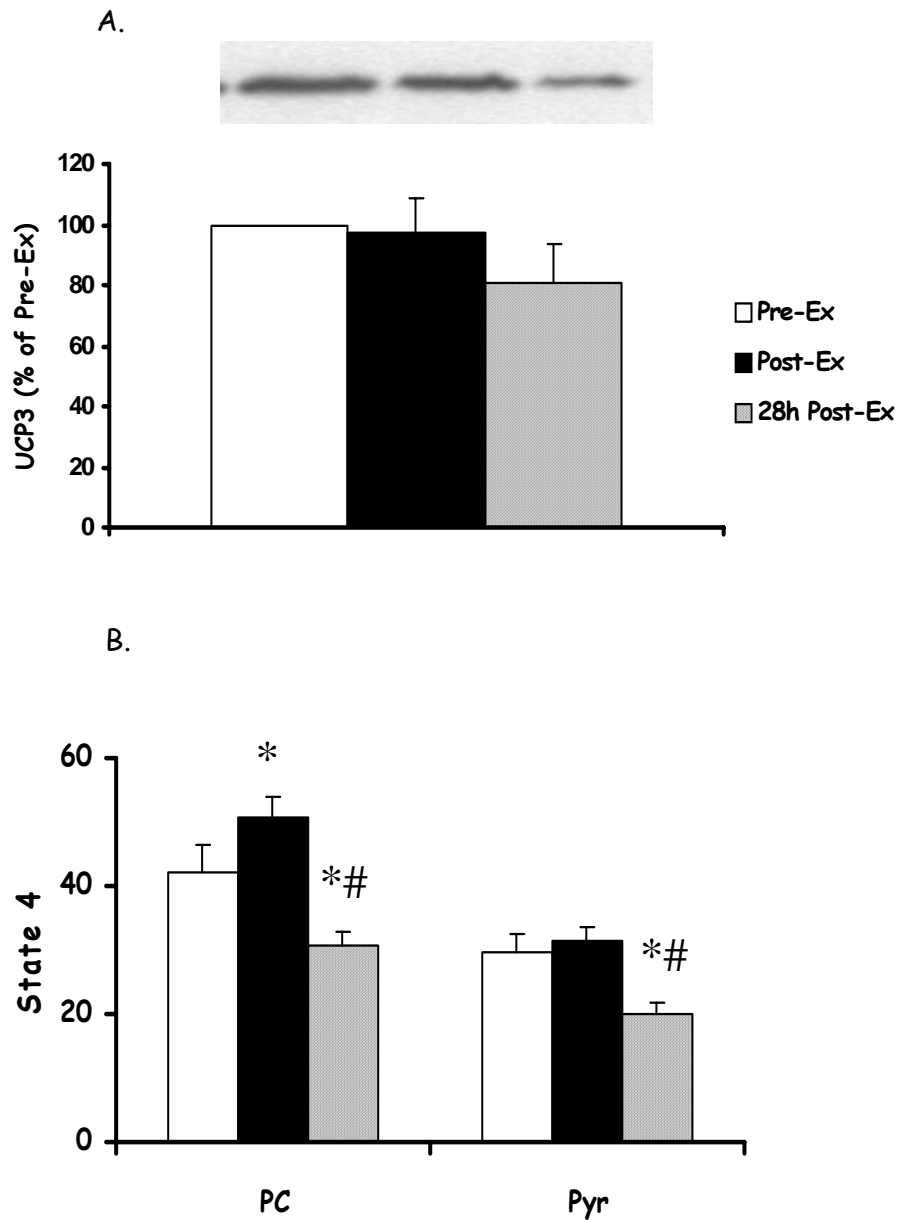 A.
120
100
80
60
40
20
0
UCP3 (% of Pre-Ex)
Pre-Ex
Post-Ex
28h Post-Ex
B.
60
40
20
0
State 4
*
*#
*#
PC
Pyr